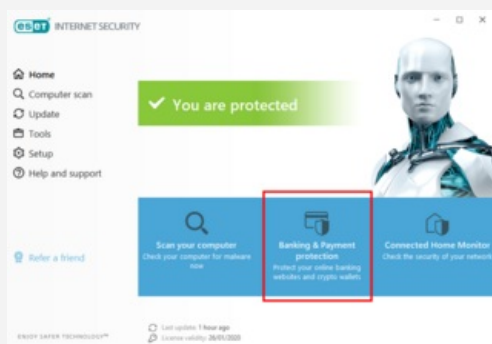 eset INTERNET SECURITY
Home
Computer scan
Update
Tools
Setup
Help and support
Refer a friend
ENJOY SAFER TECHNOLOGY™
You are protected
Scan your computer
Check your computer for malware
now
Banking & Payment
protection
Protect your online banking
websites and crypto wallets
Connected Home Monitor
Check the security of your network
Last update: 1 hour ago
License validity: 26/01/2020